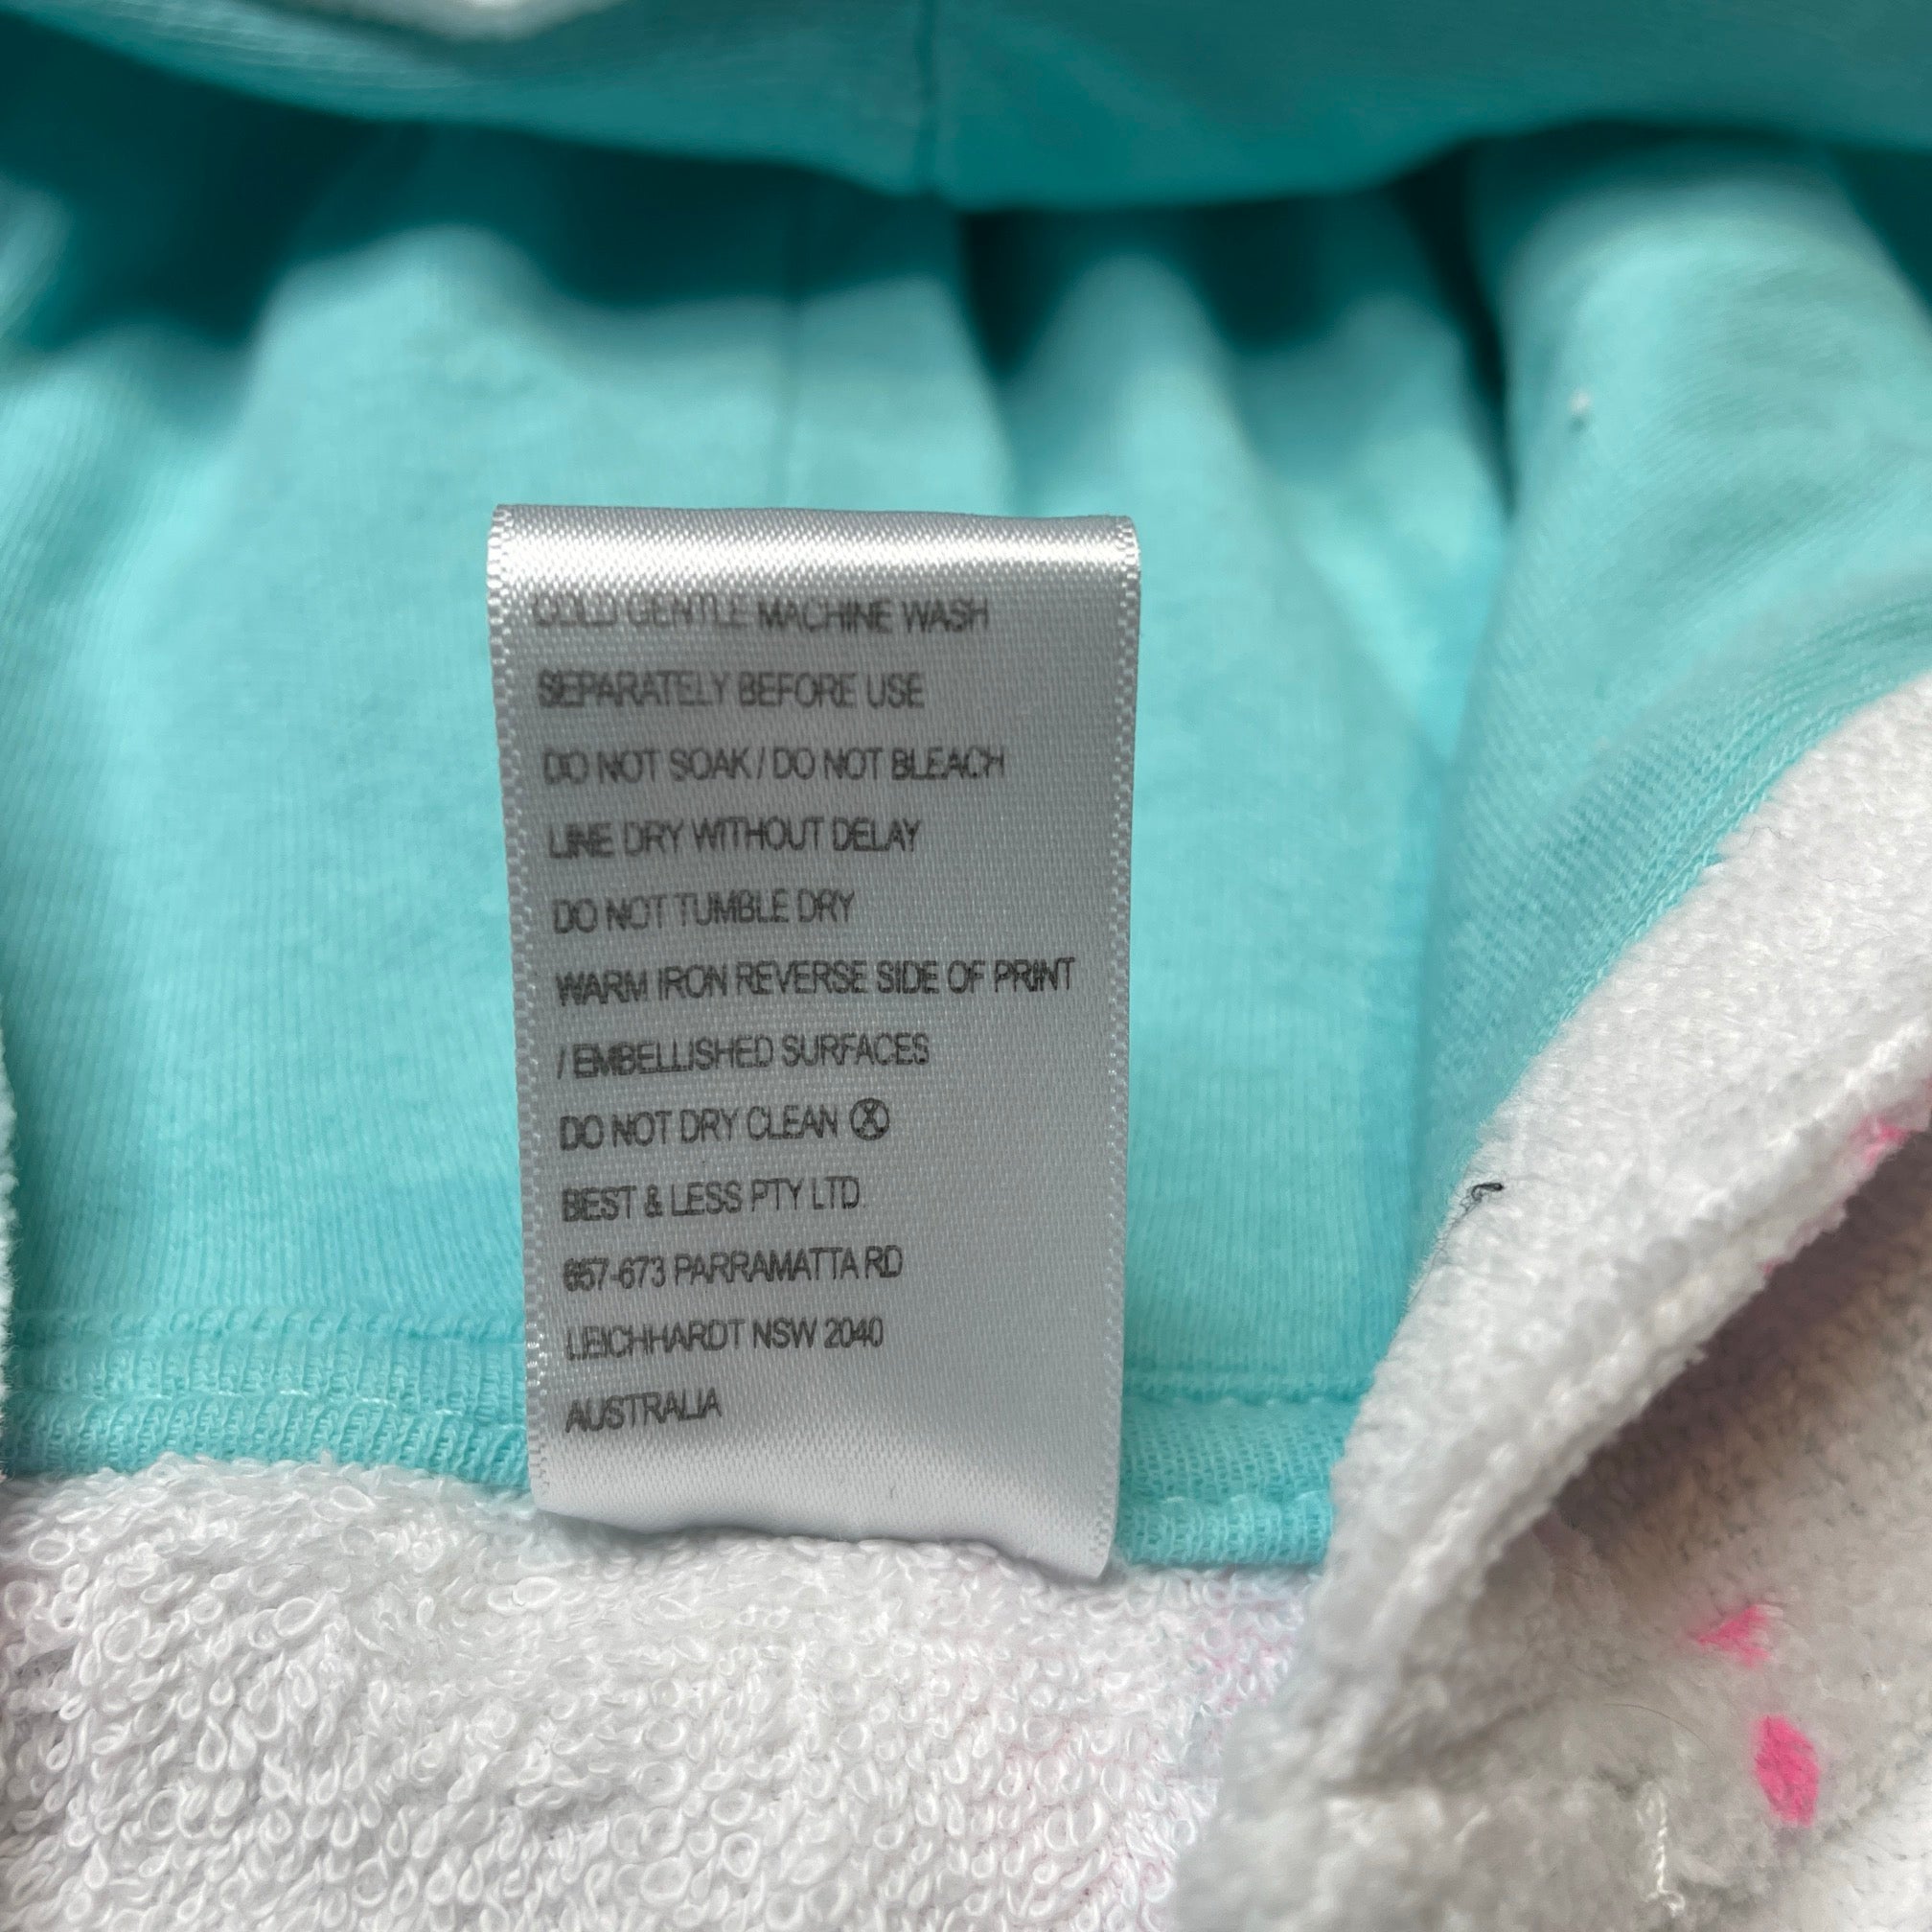 COLD GENTLE MACHINE WASH
SEPARATELY BEFORE USE
DO NOT SOAK / DO NOT BLEACH
LINE DRY WITHOUT DELAY
DO NOT TUMBLE DRY
WARM IRON REVERSE SIDE OF PRINT
/ EMBELLISHED SURFACES
DO NOT DRY CLEAN Ⓧ
BEST & LESS PTY LTD
657-673 PARRAMATTA RD
LEICHHARDT NSW 2040
AUSTRALIA